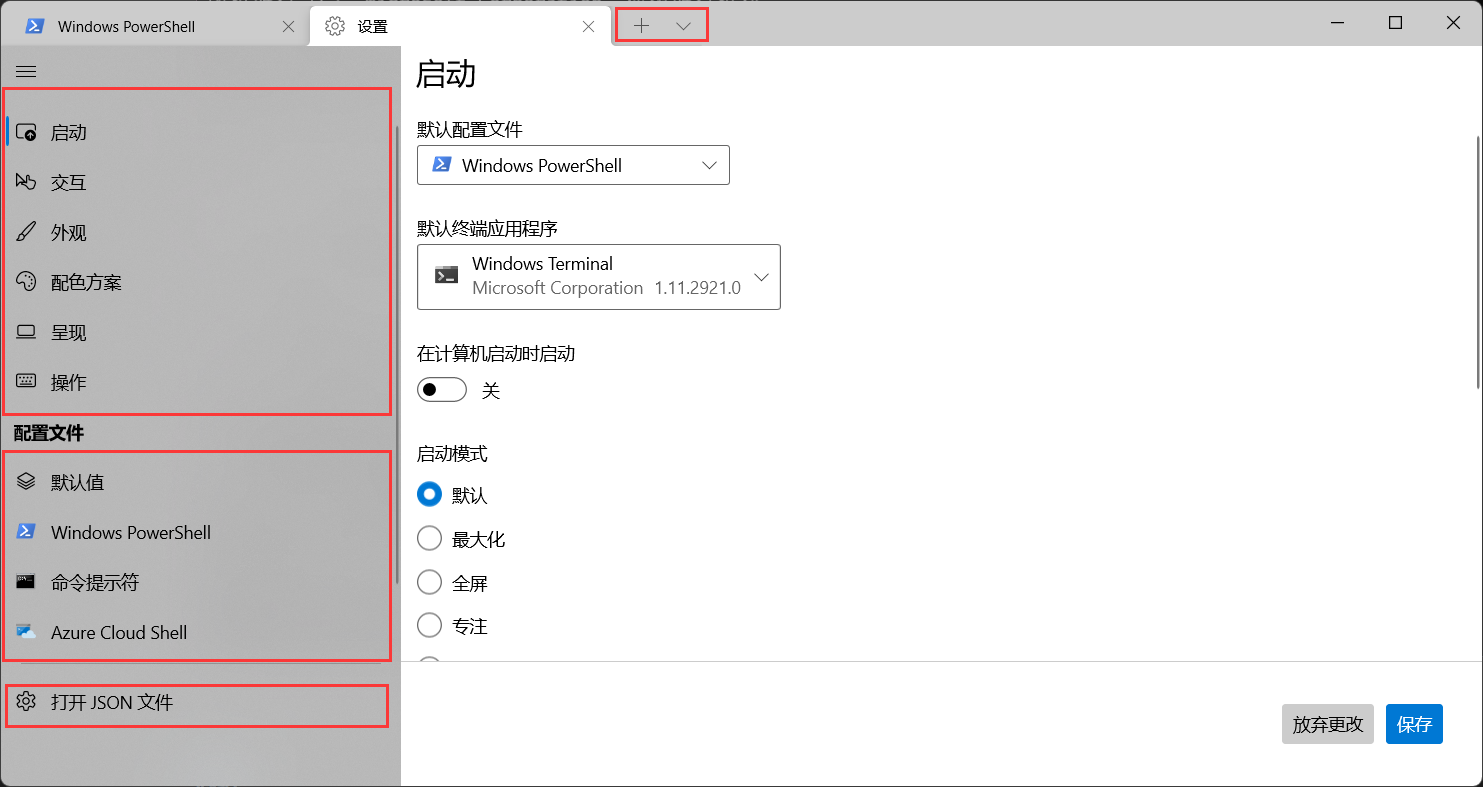 Windows PowerShell
设置
启动
交互
外观
配色方案
呈现
操作
配置文件
默认值
Windows PowerShell
命令提示符
Azure Cloud Shell
打开 JSON 文件
启动
默认配置文件
Windows PowerShell
默认终端应用程序
Windows Terminal
Microsoft Corporation 1.11.2921.0
在计算机启动时启动
关
启动模式
默认
最大化
全屏
专注
放弃更改
保存